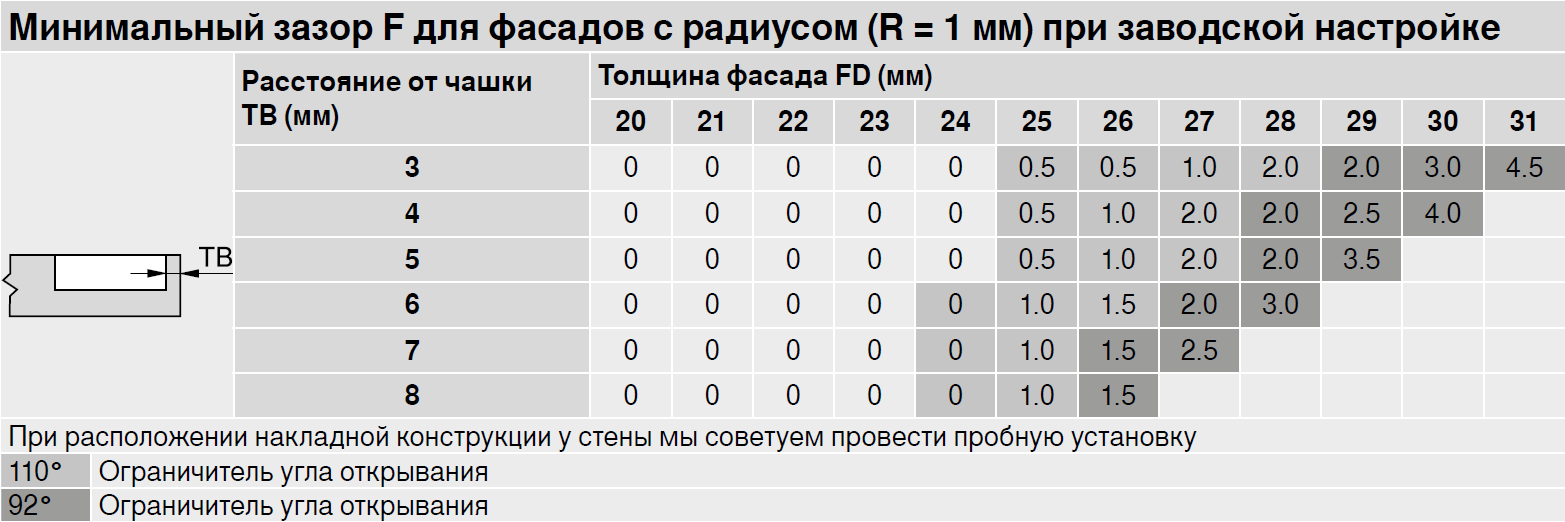 Минимальный зазор F для фасадов с радиусом (R = 1 мм) при заводской настройке
Расстояние от чашки
TB (мм)
Толщина фасада FD (мм)
20 21 22 23 24 25 26 27 28 29 30 31
3 0 0 0 0 0 0.5 0.5 1.0 2.0 2.0 3.0 4.5
4 0 0 0 0 0 0.5 1.0 2.0 2.0 2.5 4.0
TB
5 0 0 0 0 0 0.5 1.0 2.0 2.0 3.5
6 0 0 0 0 0 1.0 1.5 2.0 3.0
7 0 0 0 0 0 1.0 1.5 2.5
8 0 0 0 0 0 1.0 1.5
При расположении накладной конструкции у стены мы советуем провести пробную установку
110° Ограничитель угла открывания
92° Ограничитель угла открывания